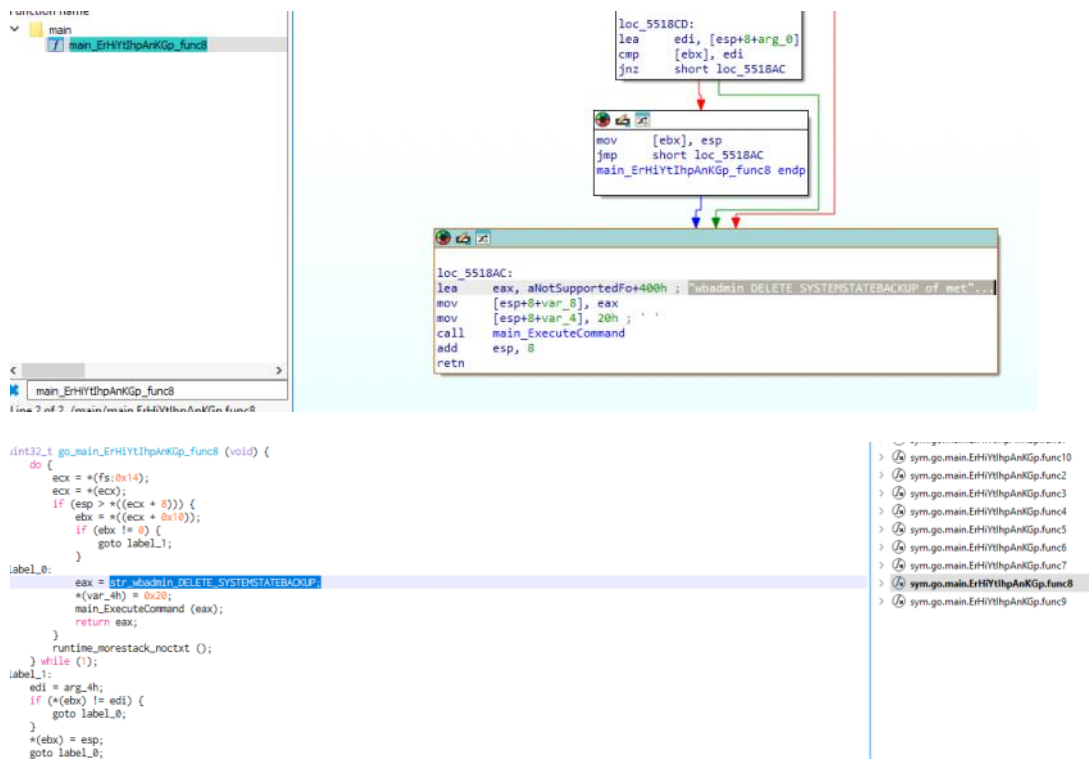 Function name
main
main_ErHiYtIhpAnKGp_func8
loc_5518CD:
lea edi, [esp+8+arg_0]
cmp [ebx], edi
jnz short loc_5518AC
mov [ebx], esp
jmp short loc_5518AC
main_ErHiYtIhpAnKGp_func8 endp
loc_5518AC:
lea eax, aNotSupportedFo+400h ; "wbadmin DELETE SYSTEMSTATEBACKUP of met"...
mov [esp+8+var_8], eax
mov [esp+8+var_4], 20h ; ' '
call main_ExecuteCommand
add esp, 8
retn
main_ErHiYtIhpAnKGp_func8
Line 2 of 2, /main/main_ErHiYtIhpAnKGp_func8
uint32_t go_main_ErHiYtIhpAnKGp_func8 (void) {
do {
ecx = *(fs:0x14);
ecx = *(ecx);
if (esp > *((ecx + 8))) {
ebx = *((ecx + 0x10));
if (ebx != 0) {
goto label_1;
}
label_0:
eax = str_wbadmin_DELETE_SYSTEMSTATEBACKUP;
*(var_4h) = 0x20;
main_ExecuteCommand (eax);
return eax;
}
runtime_morestack_noctxt ();
} while (1);
label_1:
edi = arg_4h;
if (*(ebx) != edi) {
goto label_0;
}
*(ebx) = esp;
goto label_0;
sym.go.main.ErHiYtIhpAnKGp.func10
sym.go.main.ErHiYtIhpAnKGp.func2
sym.go.main.ErHiYtIhpAnKGp.func3
sym.go.main.ErHiYtIhpAnKGp.func4
sym.go.main.ErHiYtIhpAnKGp.func5
sym.go.main.ErHiYtIhpAnKGp.func6
sym.go.main.ErHiYtIhpAnKGp.func7
sym.go.main.ErHiYtIhpAnKGp.func8
sym.go.main.ErHiYtIhpAnKGp.func9